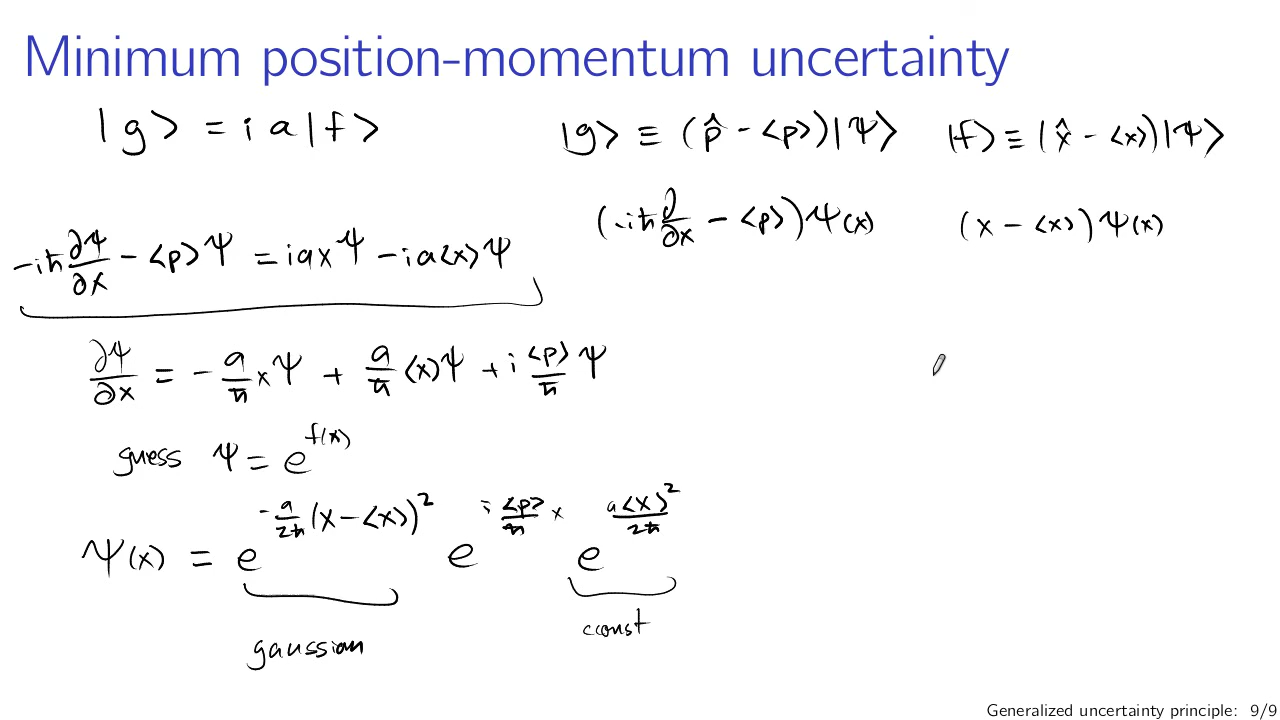 Minimum position-momentum uncertainty
|g> = i a |f>
|g> ≡ (p̂ - <p>)|Ψ>
|f> ≡ (x̂ - <x>)|Ψ>
(-iħ ∂/∂x - <p>)Ψ(x)
(x - <x>)Ψ(x)
-iħ ∂Ψ/∂x - <p>Ψ = iaxΨ - ia<x>Ψ
∂Ψ/∂x = - a/ħ xΨ + a/ħ <x>Ψ + i <p>/ħ Ψ
guess Ψ = e^{f(x)}
Ψ(x) = e^{-a/2ħ (x - <x>)²} e^{i <p>/ħ x} e^{a<x>²/2ħ}
gaussian
const
Generalized uncertainty principle: 9/9